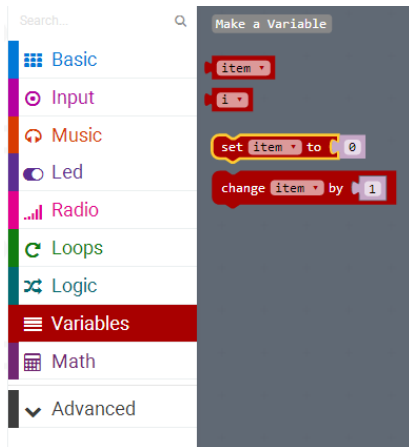 Search...
Basic
Input
Music
Led
Radio
Loops
Logic
Variables
Math
Advanced
Make a Variable
item
i
set item to 0
change item by 1